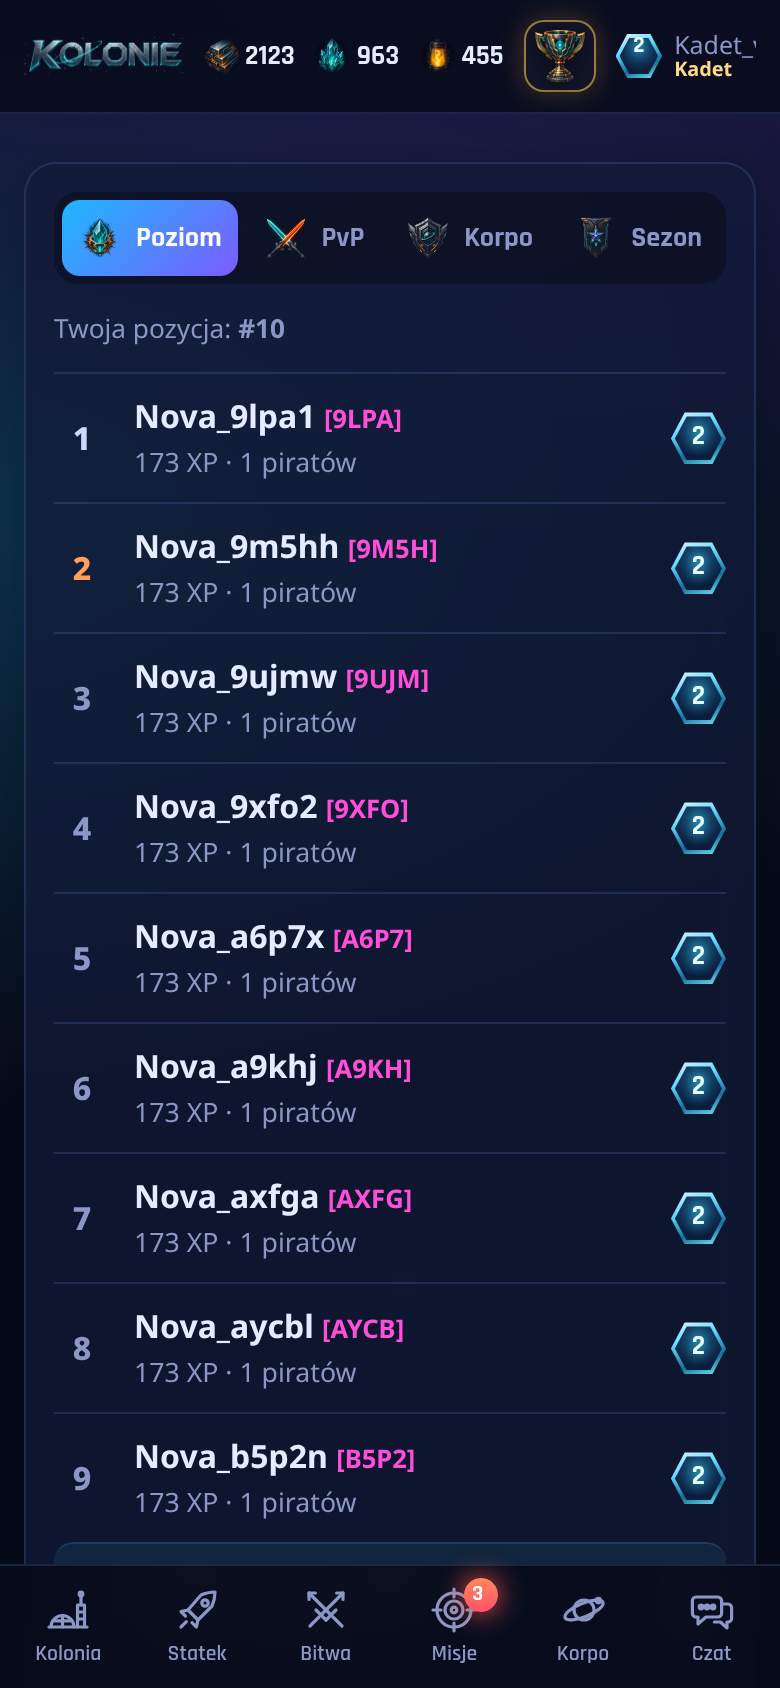 KOLONIE 2123 963 455 2 Kadet_
Kadet
Poziom PvP Korpo Sezon
Twoja pozycja: #10
1 Nova_9lpa1 [9LPA] 2
173 XP · 1 piratów
2 Nova_9m5hh [9M5H] 2
173 XP · 1 piratów
3 Nova_9ujmw [9UJM] 2
173 XP · 1 piratów
4 Nova_9xfo2 [9XFO] 2
173 XP · 1 piratów
5 Nova_a6p7x [A6P7] 2
173 XP · 1 piratów
6 Nova_a9khj [A9KH] 2
173 XP · 1 piratów
7 Nova_axfga [AXFG] 2
173 XP · 1 piratów
8 Nova_aycbl [AYCB] 2
173 XP · 1 piratów
9 Nova_b5p2n [B5P2] 2
173 XP · 1 piratów
3
Kolonia Statek Bitwa Misje Korpo Czat